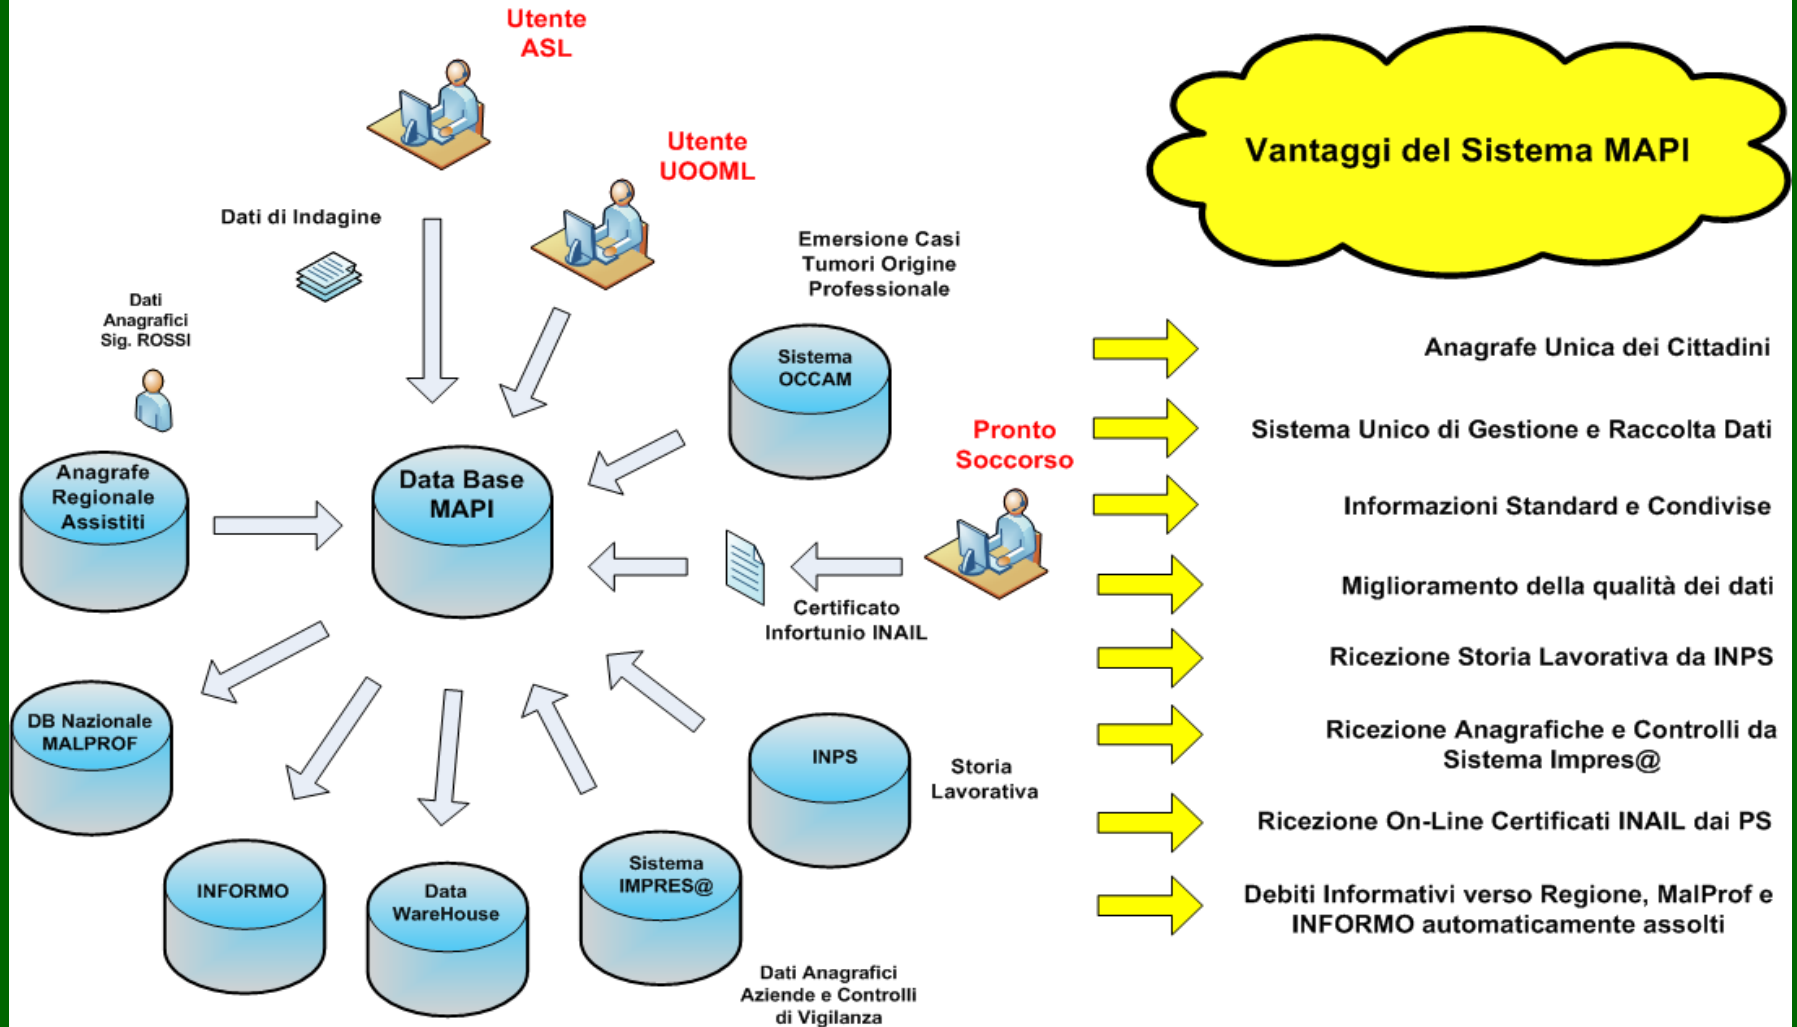 Utente
ASL
Utente
UOOML
Dati di Indagine
Dati
Anagrafici
Sig. ROSSI
Emersione Casi
Tumori Origine
Professionale
Sistema
OCCAM
Pronto
Soccorso
Anagrafe
Regionale
Assistiti
Data Base
MAPI
Certificato
Infortunio INAIL
DB Nazionale
MALPROF
INFORMO
Data
WareHouse
Sistema
IMPRES@
INPS
Storia
Lavorativa
Dati Anagrafici
Aziende e Controlli
di Vigilanza
Vantaggi del Sistema MAPI
Anagrafe Unica dei Cittadini
Sistema Unico di Gestione e Raccolta Dati
Informazioni Standard e Condivise
Miglioramento della qualità dei dati
Ricezione Storia Lavorativa da INPS
Ricezione Anagrafiche e Controlli da
Sistema Impres@
Ricezione On-Line Certificati INAIL dai PS
Debiti Informativi verso Regione, MalProf e
INFORMO automaticamente assolti